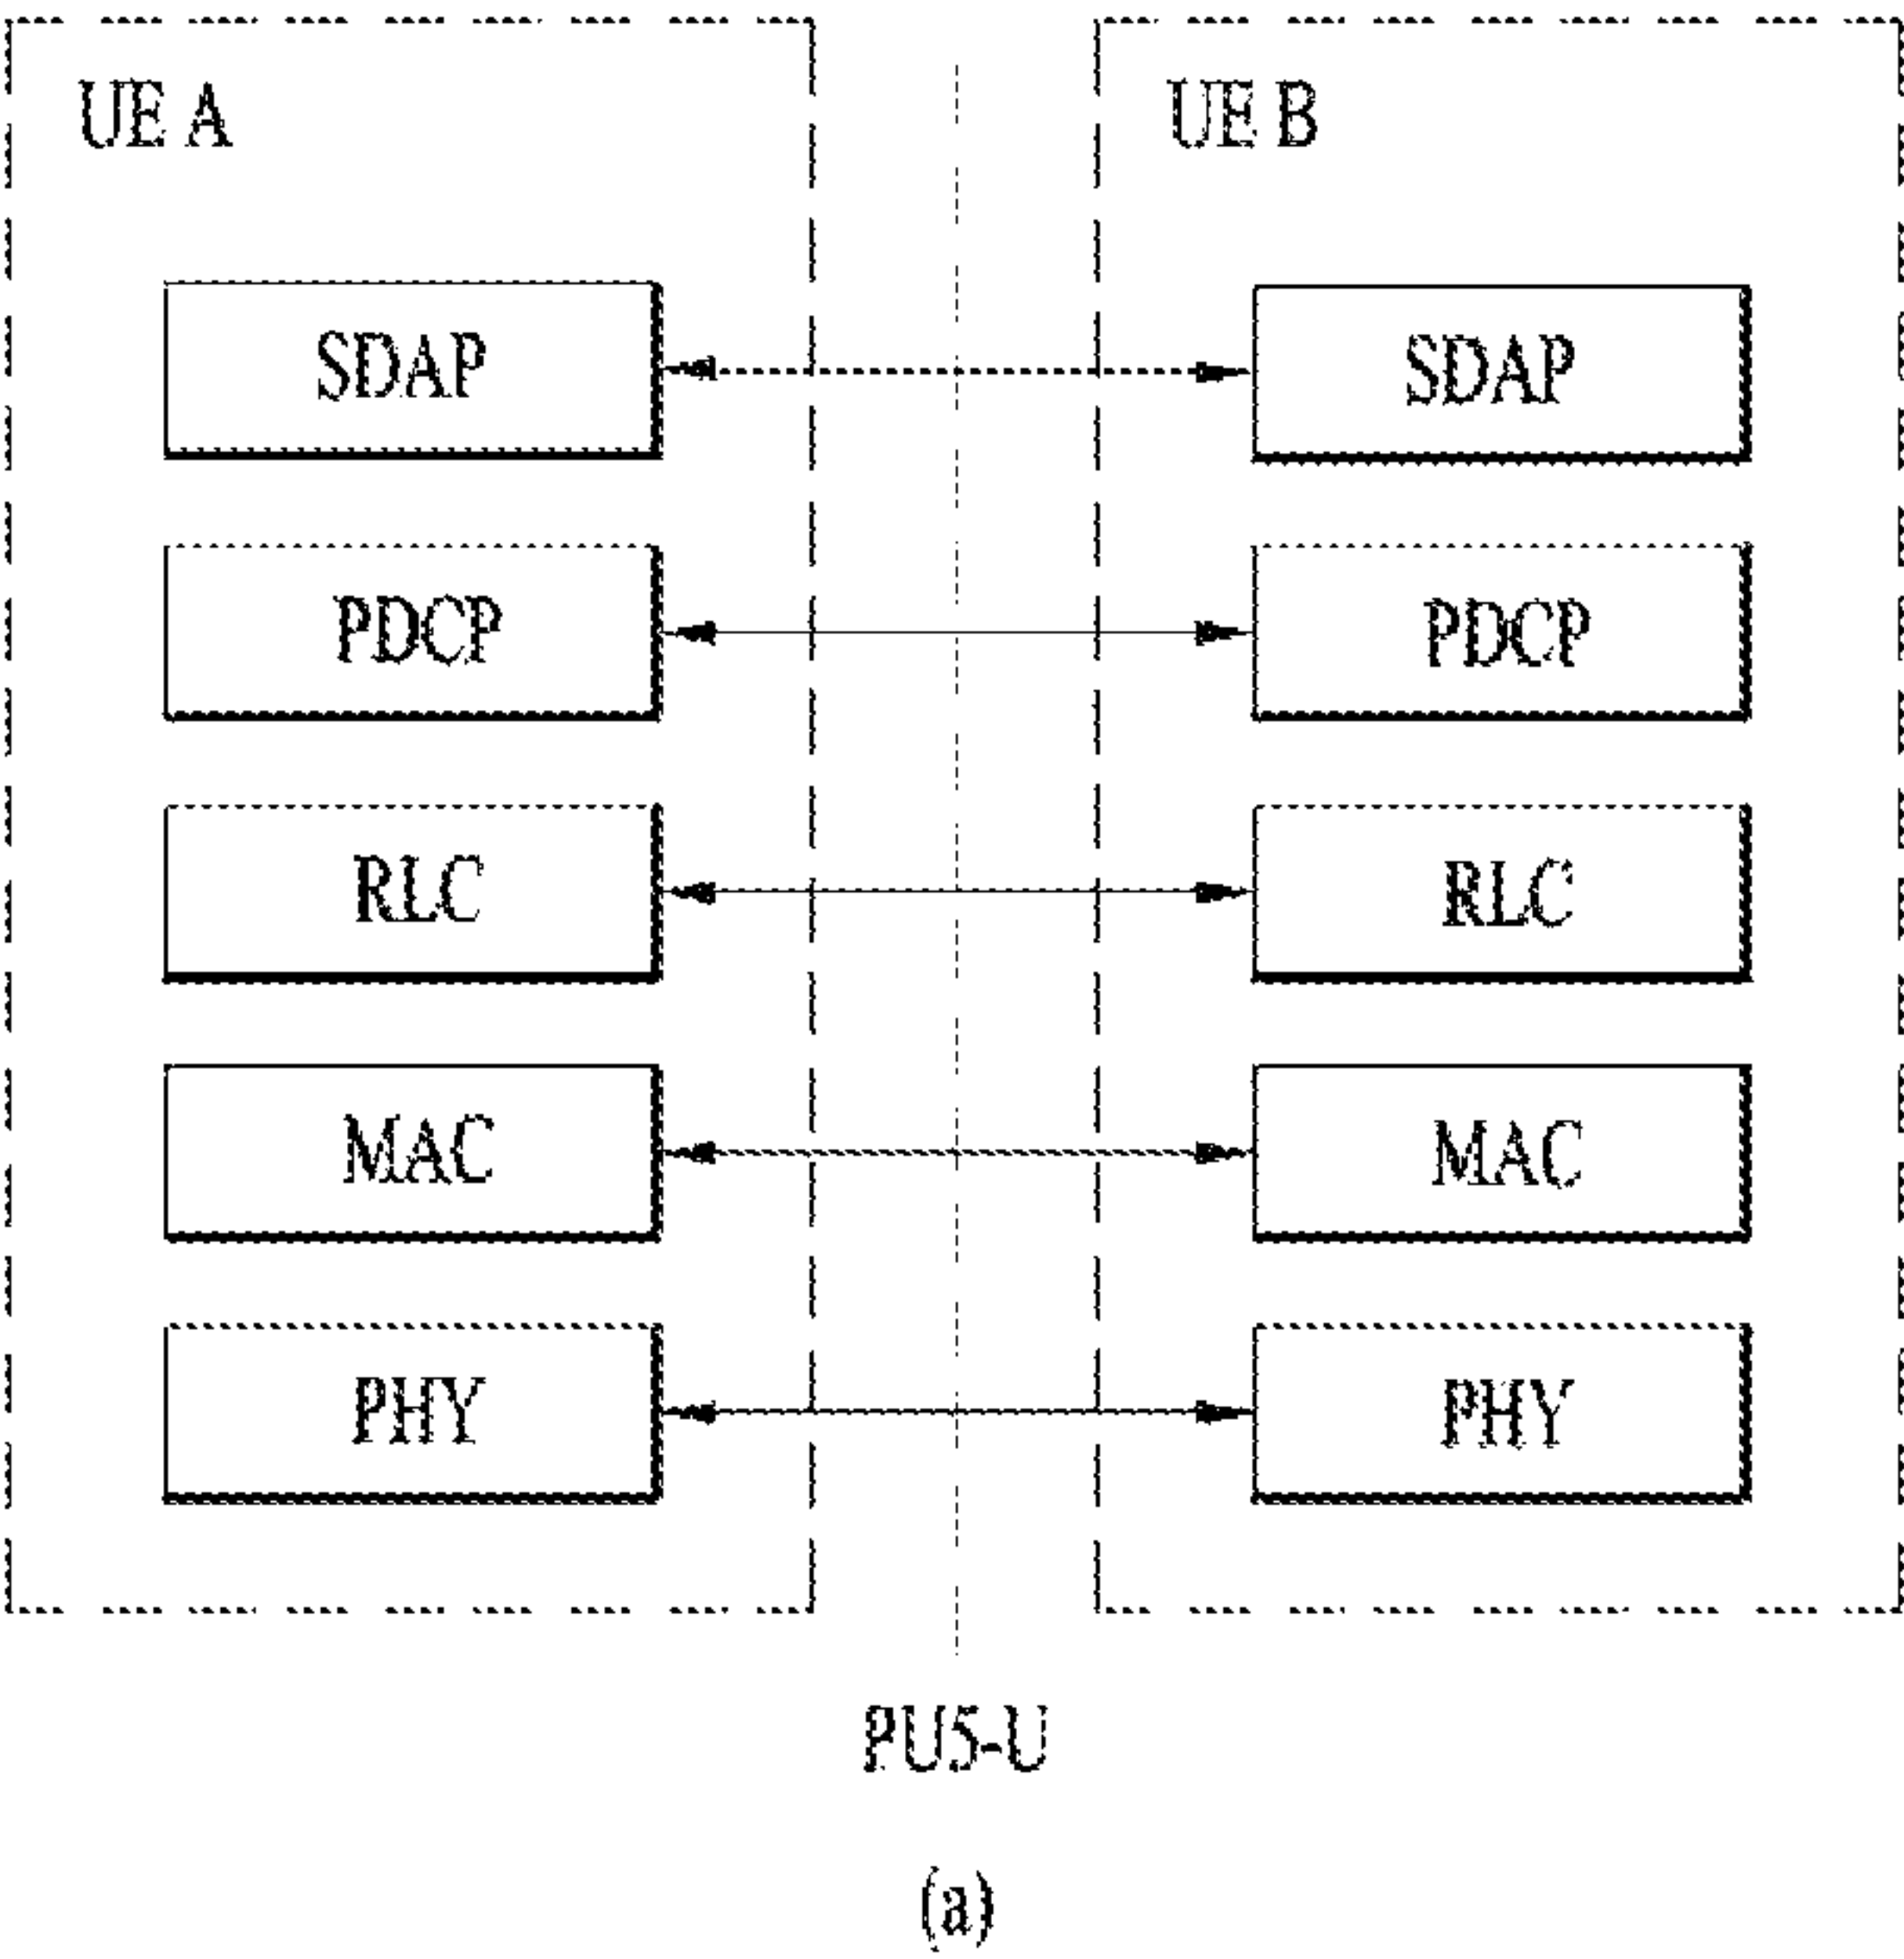 UE A
UE B
SDAP
SDAP
PDCP
PDCP
RLC
RLC
MAC
MAC
PHY
PHY
PU5-U
(a)